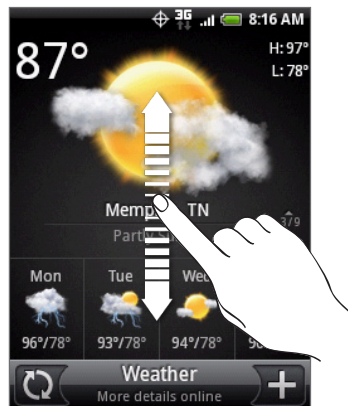 3G 8:16 AM
87°
H: 97°
L: 78°
TN
3/9
Mon Tue
96°/78° 93°/78° 94°/78°
Weather
More details online